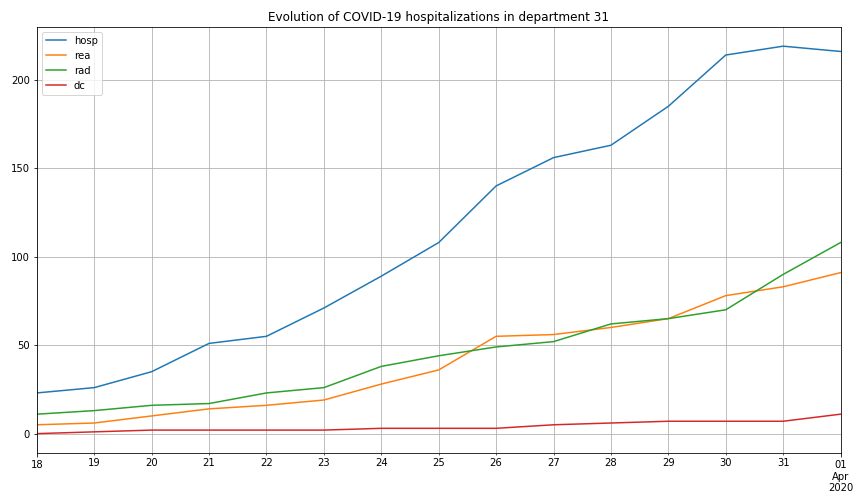 Evolution of COVID-19 hospitalizations in department 31
hosp
rea
rad
dc
200
150
100
50
0
18 19 20 21 22 23 24 25 26 27 28 29 30 31 01
Apr
2020